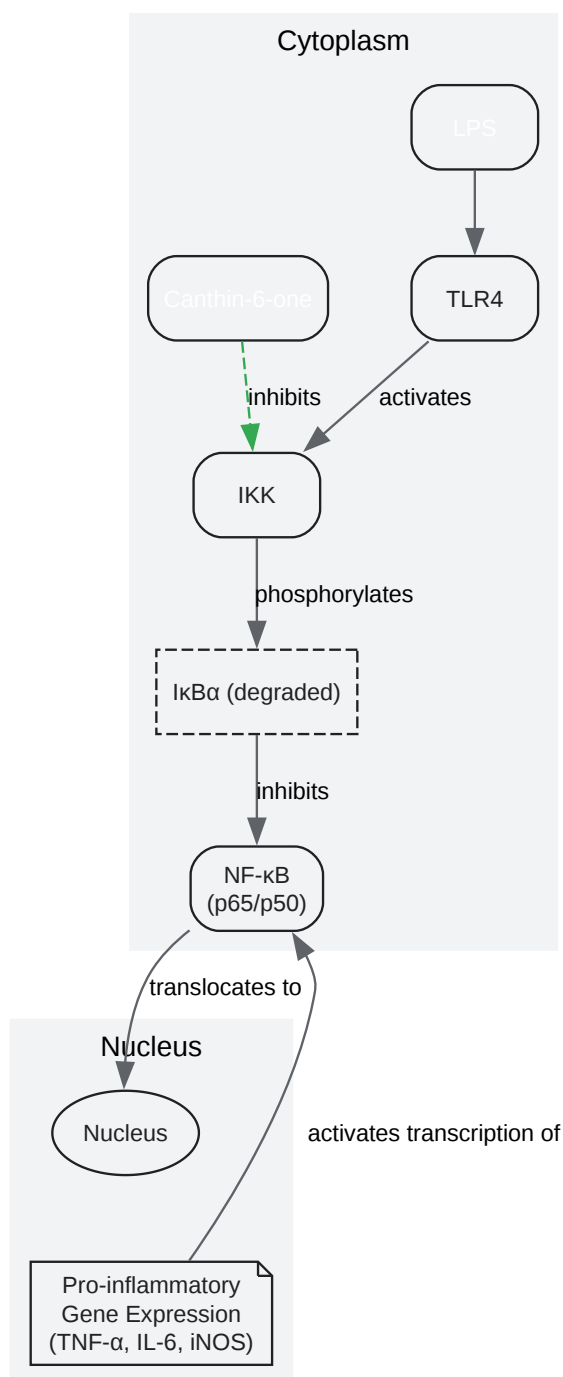 Cytoplasm
LPS
Canthin-6-one
TLR4
inhibits
activates
IKK
phosphorylates
IκBα (degraded)
inhibits
NF-κB
(p65/p50)
translocates to
Nucleus
Nucleus
activates transcription of
Pro-inflammatory
Gene Expression
(TNF-α, IL-6, iNOS)